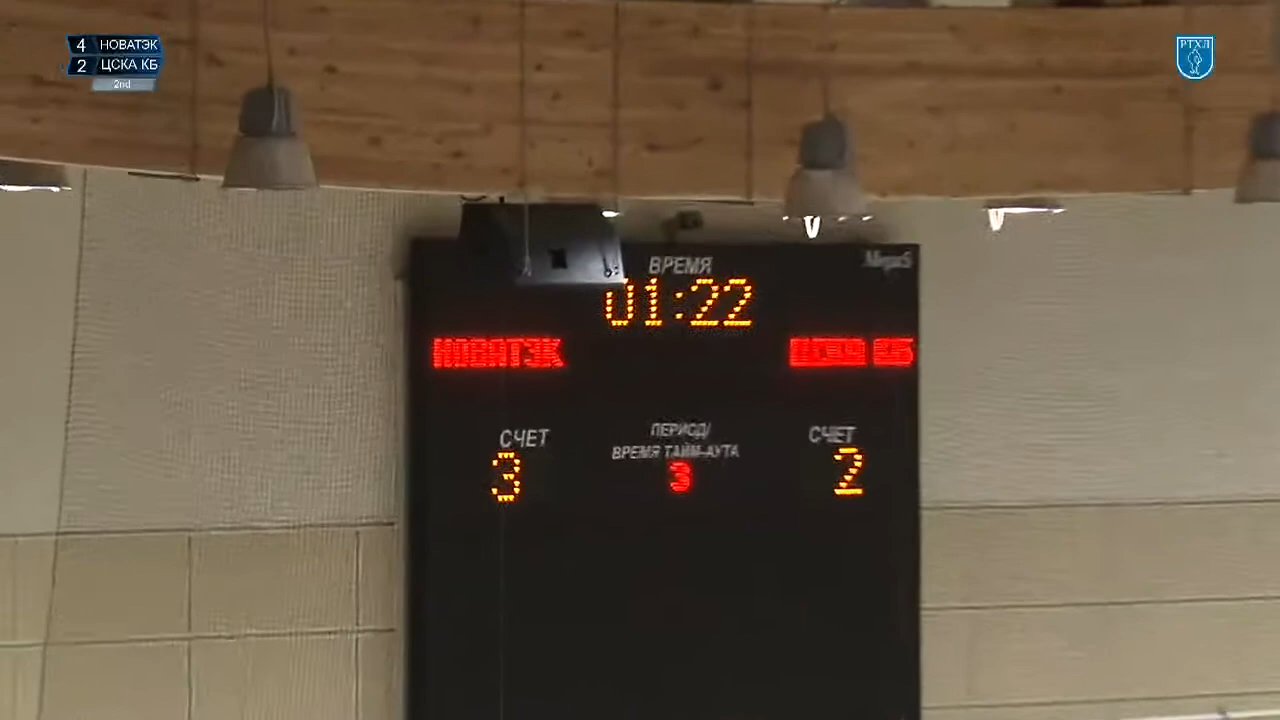 4 НОВАТЭК
2 ЦСКА КБ
2nd
РТХЛ
ВРЕМЯ
01:22
НОВАТЭК
КБ
СЧЕТ
ПЕРИОД/
ВРЕМЯ ТАЙМ-АУТА
СЧЕТ
3
3
2